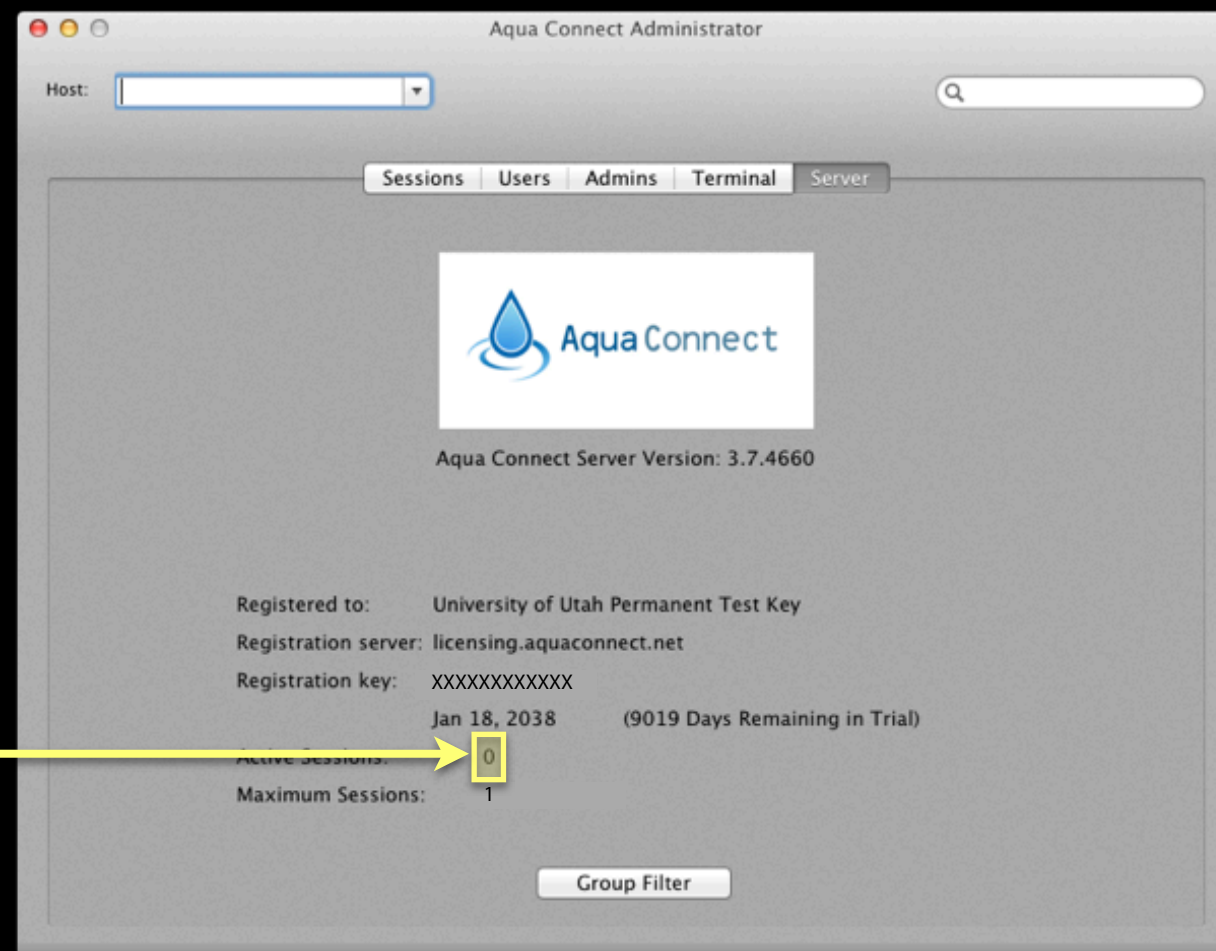 Aqua Connect Administrator
Host:
Sessions Users Admins Terminal Server
Aqua Connect
Aqua Connect Server Version: 3.7.4660
Registered to: University of Utah Permanent Test Key
Registration server: licensing.aquaconnect.net
Registration key: XXXXXXXXXXXX
Jan 18, 2038 (9019 Days Remaining in Trial)
Active Sessions: 0
Maximum Sessions: 1
Group Filter